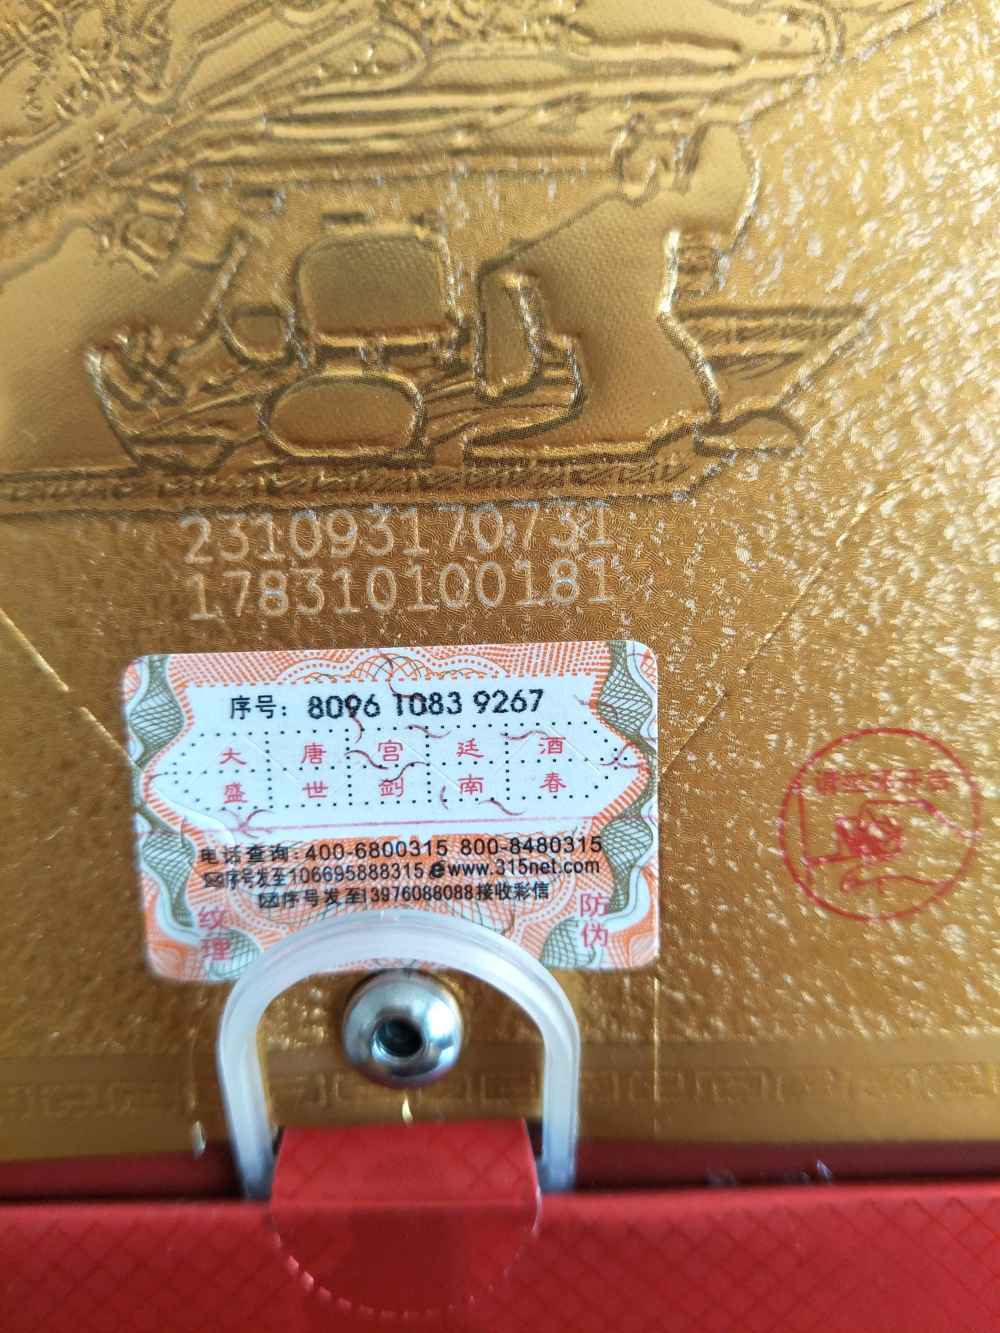 231093170731
178310100181
序号: 8096 1083 9267
大唐宫廷酒
盛世剑南春
电话查询:400-6800315 800-8480315
序号发至106695888315 www.315net.com
序号发至13976088088接收彩信
纹理
防伪